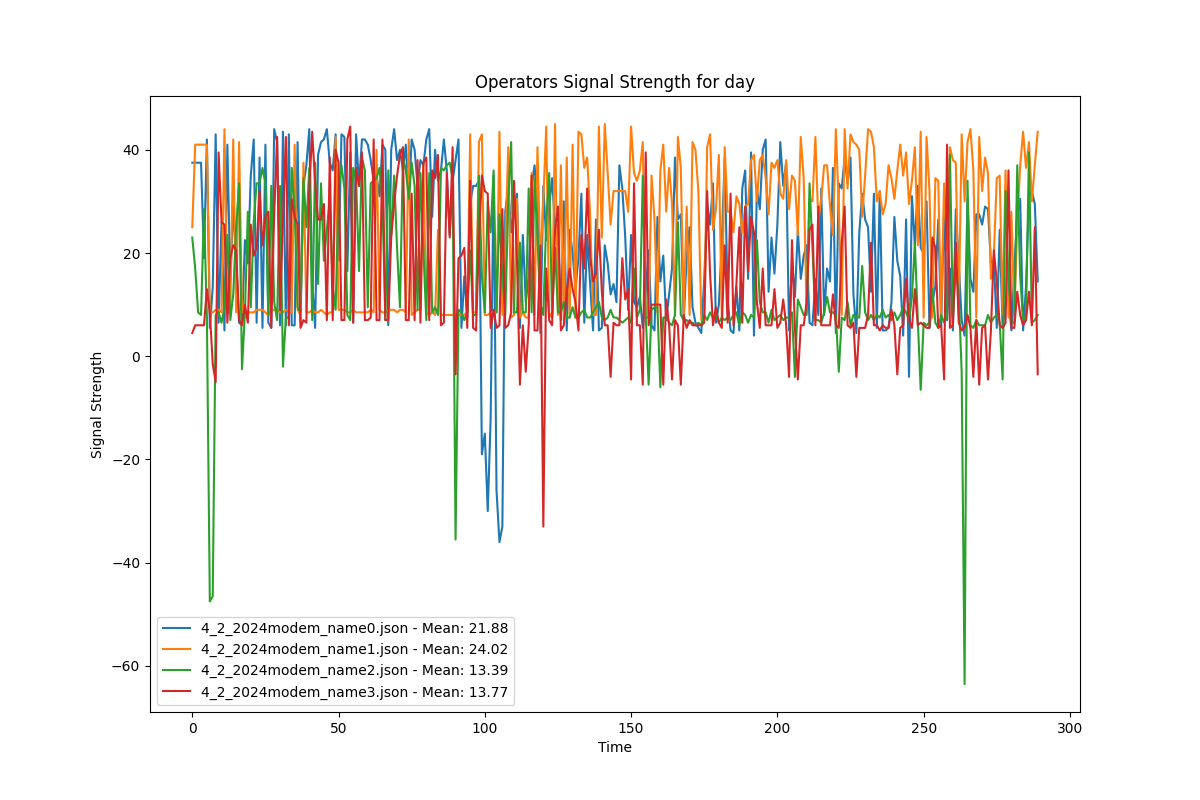 Operators Signal Strength for day
Signal Strength
40
20
0
−20
−40
−60
4_2_2024modem_name0.json - Mean: 21.88
4_2_2024modem_name1.json - Mean: 24.02
4_2_2024modem_name2.json - Mean: 13.39
4_2_2024modem_name3.json - Mean: 13.77
0 50 100 150 200 250 300
Time